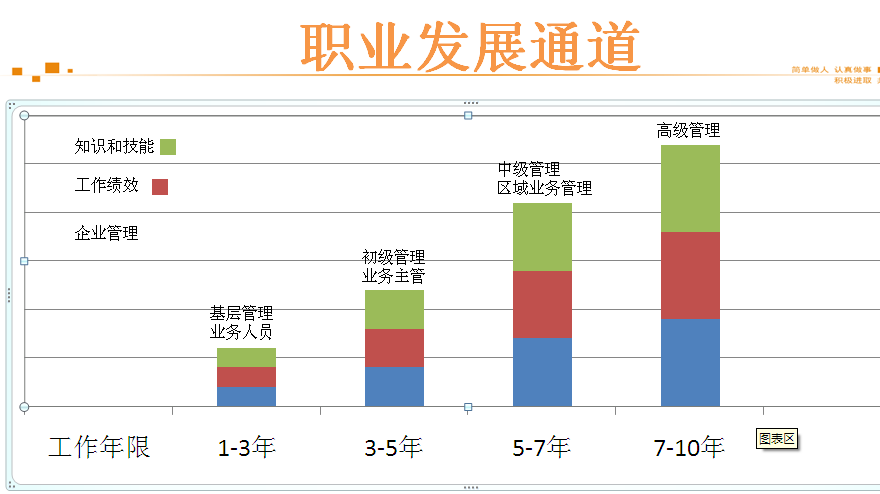 职业发展通道
简单做人 认真做事
积极进取
知识和技能
工作绩效
企业管理
基层管理
业务人员
初级管理
业务主管
中级管理
区域业务管理
高级管理
工作年限 1-3年 3-5年 5-7年 7-10年
图表区